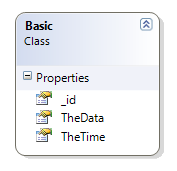 Basic
Class
Properties
_id
TheData
TheTime